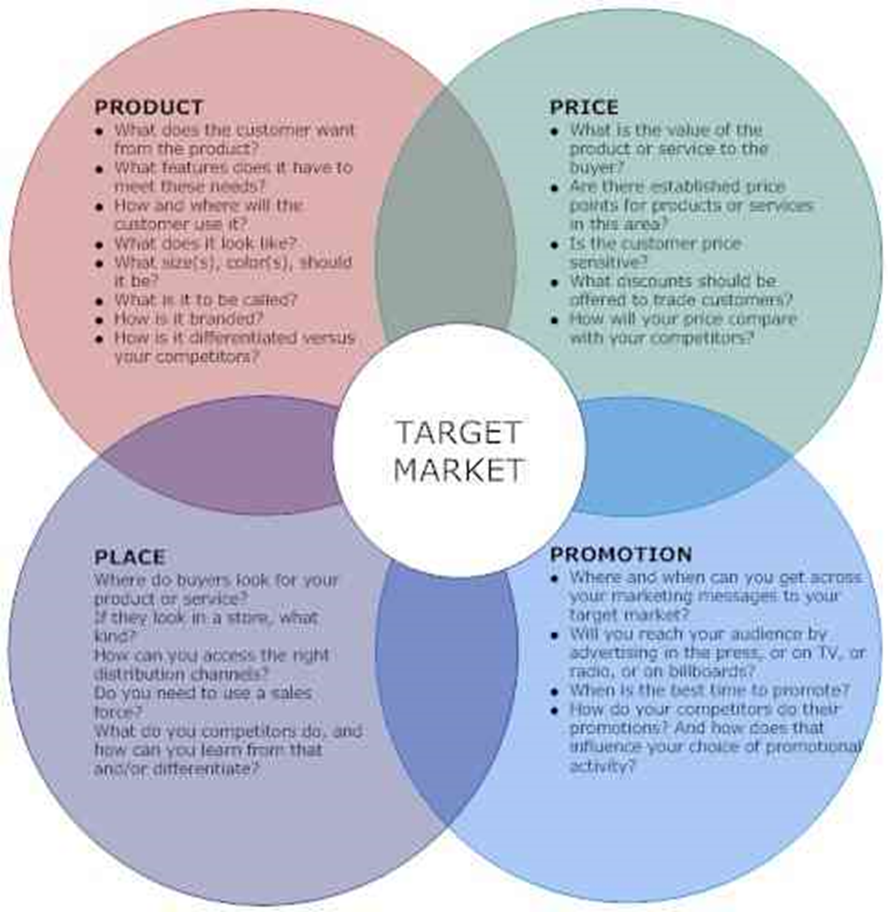 PRODUCT
• What does the customer want
from the product?
• What features does it have to
meet these needs?
• How and where will the
customer use it?
• What does it look like?
• What size(s), color(s), should
it be?
• What is it to be called?
• How is it branded?
• How is it differentiated versus
your competitors?
PRICE
• What is the value of the
product or service to the
buyer?
• Are there established price
points for products or services
in this area?
• Is the customer price
sensitive?
• What discounts should be
offered to trade customers?
• How will your price compare
with your competitors?
TARGET
MARKET
PLACE
Where do buyers look for your
product or service?
If they look in a store, what
kind?
How can you access the right
distribution channels?
Do you need to use a sales
force?
What do you competitors do, and
how can you learn from that
and/or differentiate?
PROMOTION
• Where and when can you get across
your marketing messages to your
target market?
• Will you reach your audience by
advertising in the press, or on TV, or
radio, or on billboards?
• When is the best time to promote?
• How do your competitors do their
promotions? And how does that
influence your choice of promotional
activity?